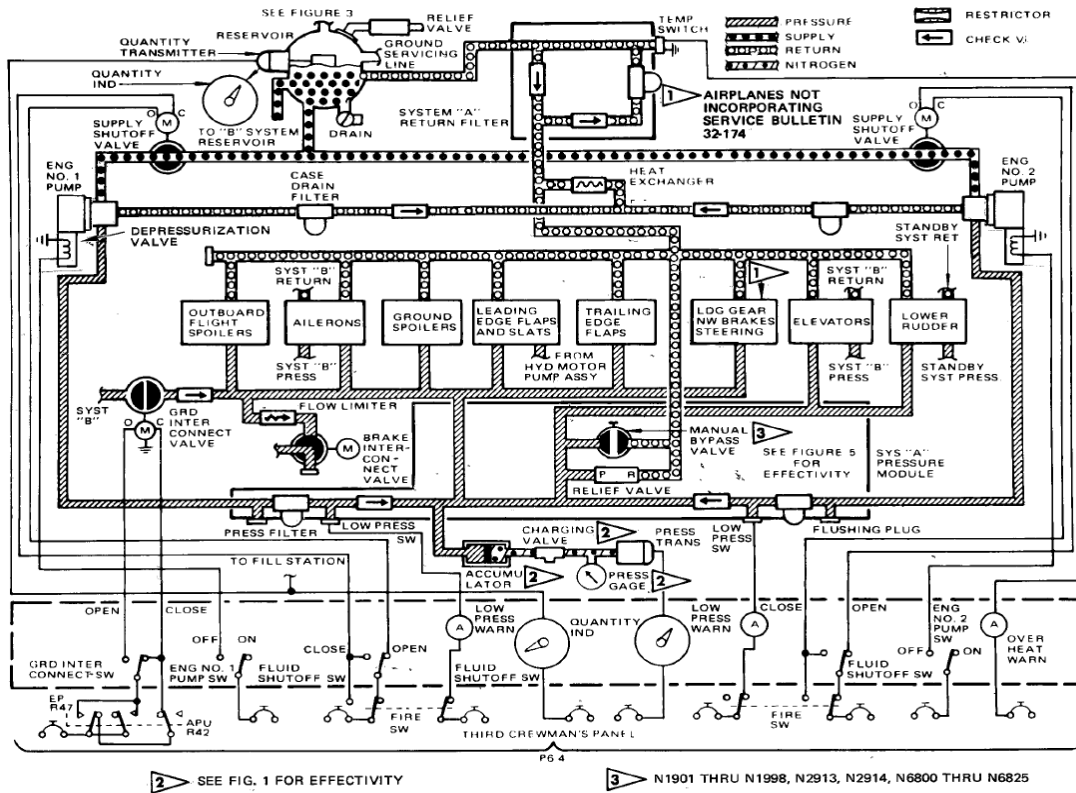 SEE FIGURE 3
RESERVOIR
RELIEF
VALVE
QUANTITY
TRANSMITTER
GROUND
SERVICING
LINE
QUANTITY
IND
TO "B" SYSTEM
RESERVOIR
DRAIN
SYSTEM "A"
RETURN FILTER
TEMP
SWITCH
PRESSURE
SUPPLY
RETURN
NITROGEN
RESTRICTOR
CHECK
1
AIRPLANES NOT
INCORPORATING
SERVICE BULLETIN
32-174
O
C
M
SUPPLY
SHUTOFF
VALVE
SUPPLY
SHUTOFF
VALVE
O
C
M
ENG
NO. 1
PUMP
CASE
DRAIN
FILTER
HEAT
EXCHANGER
ENG
NO. 2
PUMP
DEPRESSURIZATION
VALVE
STANDBY
SYST RET
SYST "B"
RETURN
1
SYST "B"
RETURN
OUTBOARD
FLIGHT
SPOILERS
AILERONS
GROUND
SPOILERS
LEADING
EDGE FLAPS
AND SLATS
TRAILING
EDGE
FLAPS
LDG GEAR
NW BRAKES
STEERING
ELEVATORS
LOWER
RUDDER
SYST "B"
PRESS
FROM
HYD MOTOR
PUMP ASSY
SYST "B"
PRESS
STANDBY
SYST PRESS
SYST
"B"
GRD
INTER
CONNECT
VALVE
O
C
M
FLOW LIMITER
M
BRAKE
INTER-
CONNECT
VALVE
MANUAL
BYPASS
VALVE
3
SEE FIGURE 5
FOR
EFFECTIVITY
SYS "A"
PRESSURE
MODULE
P
R
RELIEF VALVE
PRESS FILTER
LOW PRESS
SW
CHARGING
VALVE
2
PRESS
TRANS
LOW
PRESS
SW
FLUSHING PLUG
TO FILL STATION
ACCUMU
LATOR
2
PRESS
GAGE
2
OPEN
CLOSE
OFF
ON
CLOSE
OPEN
A
LOW
PRESS
WARN
QUANTITY
IND
LOW
PRESS
WARN
CLOSE
A
OPEN
ENG
NO. 2
PUMP
SW
OFF
ON
A
OVER
HEAT
WARN
GRD INTER
CONNECT-SW
ENG NO. 1
PUMP SW
FLUID
SHUTOFF SW
FLUID
SHUTOFF SW
FLUID
SHUTOFF SW
EP
R47
APU
R42
FIRE
SW
THIRD CREWMAN'S PANEL
FIRE
SW
P6 4
2
SEE FIG. 1 FOR EFFECTIVITY
3
N1901 THRU N1998, N2913, N2914, N6800 THRU N6825